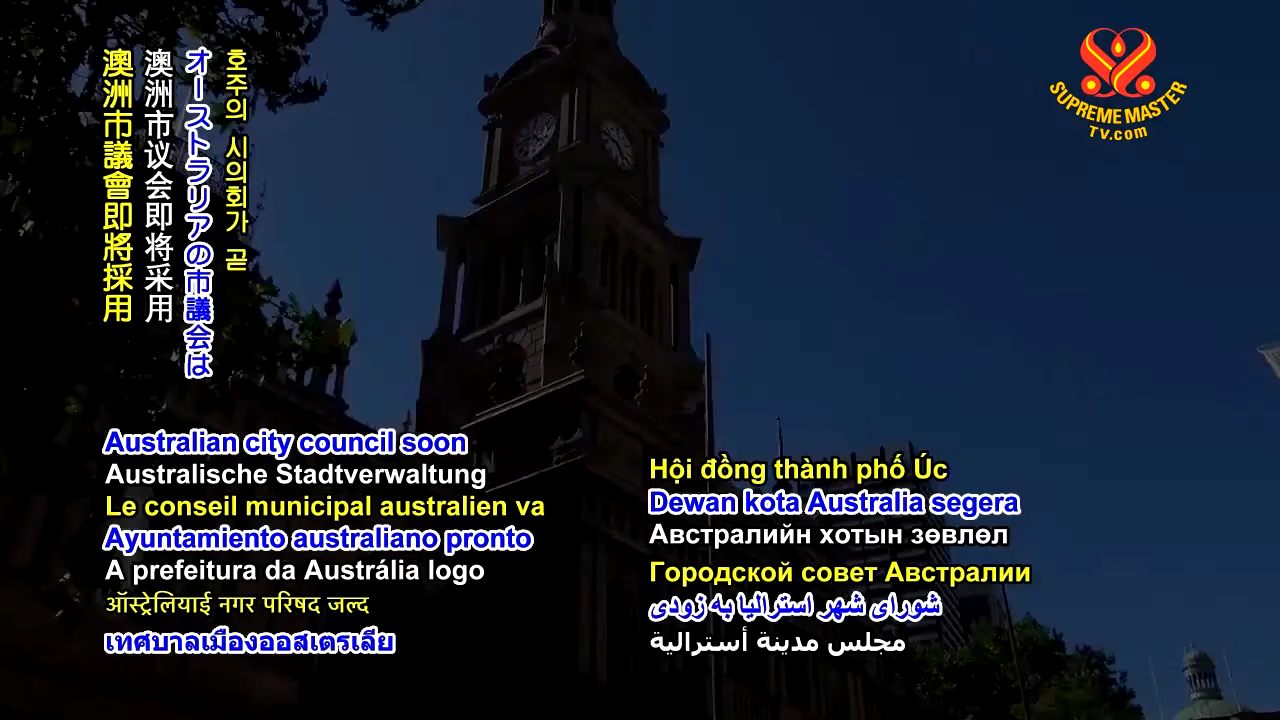 澳洲市議會即將採用
澳洲市议会即将采用
オーストラリアの市議会は
호주의 시의회가 곧
SUPREME MASTER
TV.com
Australian city council soon
Australische Stadtverwaltung
Le conseil municipal australien va
Ayuntamiento australiano pronto
A prefeitura da Austrália logo
ऑस्ट्रेलियाई नगर परिषद जल्द
เทศบาลเมืองออสเตรเลีย
Hội đồng thành phố Úc
Dewan kota Australia segera
Австралийн хотын зөвлөл
Городской совет Австралии
شورای شهر استرالیا به زودی
مجلس مدينة أسترالية